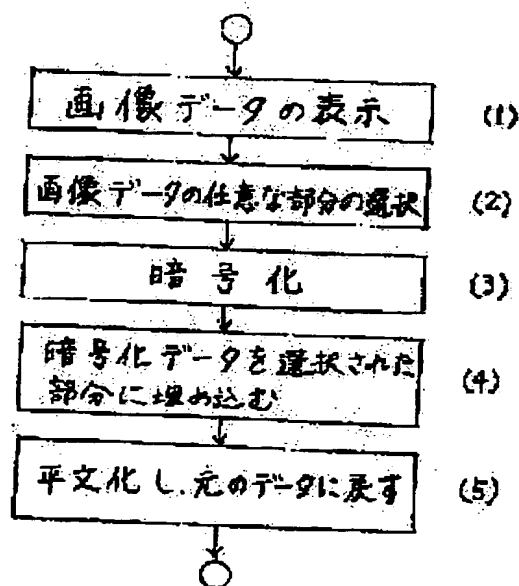 画像データの表示 (1)
画像データの任意な部分の選択 (2)
暗号化 (3)
暗号化データを選択された
部分に埋め込む (4)
平文化し、元のデータに戻す (5)